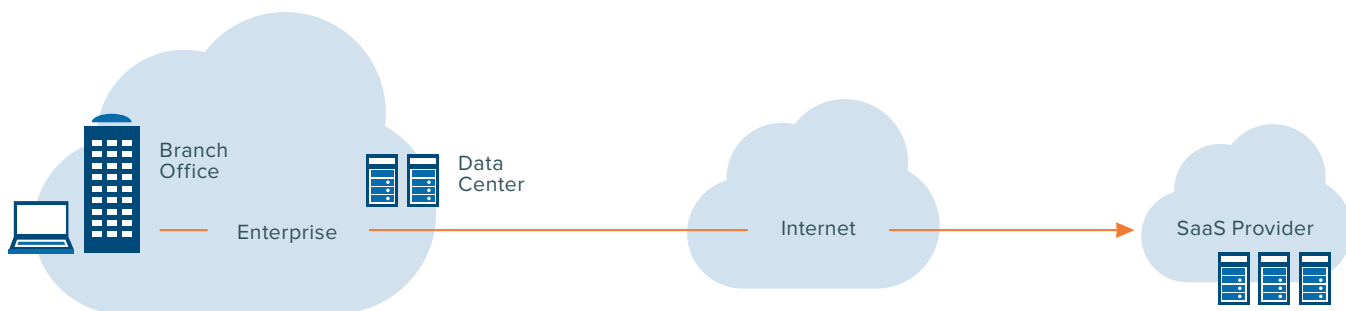 Branch
Office
Data
Center
Enterprise
Internet
SaaS Provider